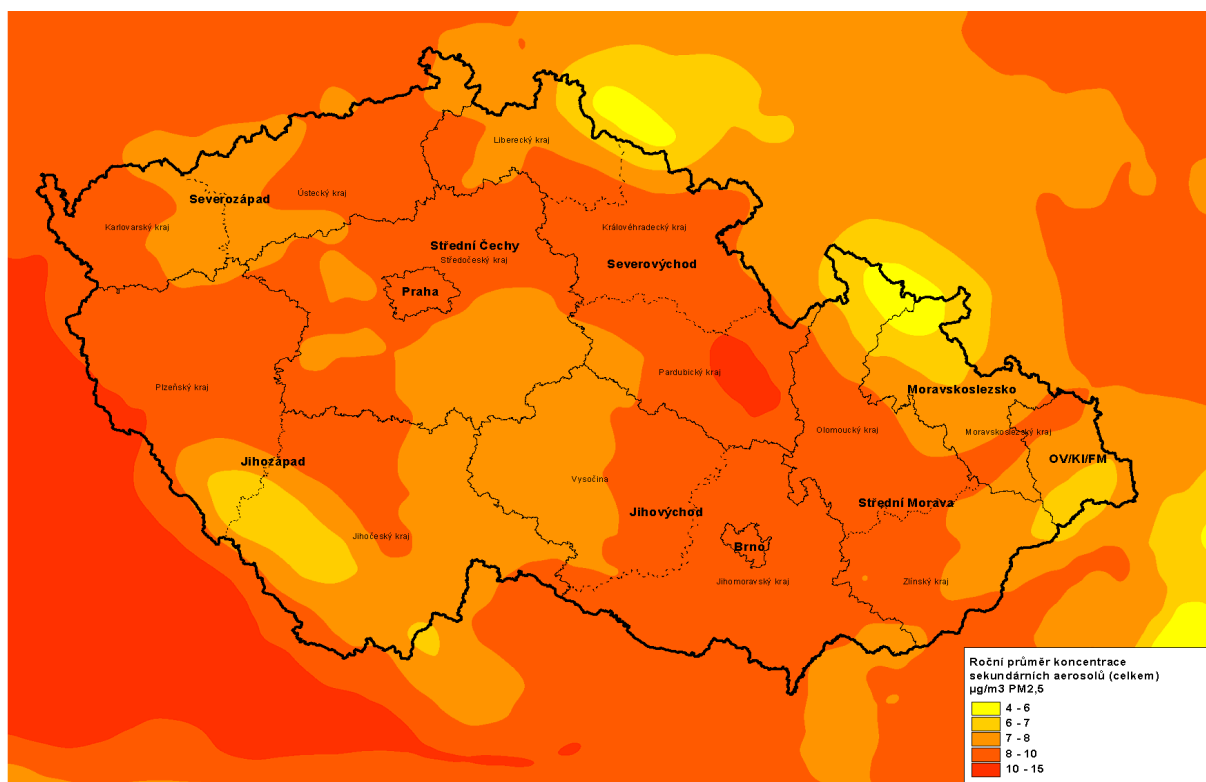 Liberecký kraj
Ústecký kraj
Severozápad
Karlovarský kraj
Královéhradecký kraj
Střední Čechy
Středočeský kraj
Severovýchod
Praha
Plzeňský kraj
Pardubický kraj
Moravskoslezsko
Olomoucký kraj
Moravskoslezský kraj
OV/KI/FM
Jihozápad
Vysočina
Střední Morava
Jihovýchod
Jihočeský kraj
Brno
Jihomoravský kraj
Zlínský kraj
Roční průměr koncentrace
sekundárních aerosolů (celkem)
µg/m3 PM2,5
4 - 6
6 - 7
7 - 8
8 - 10
10 - 15